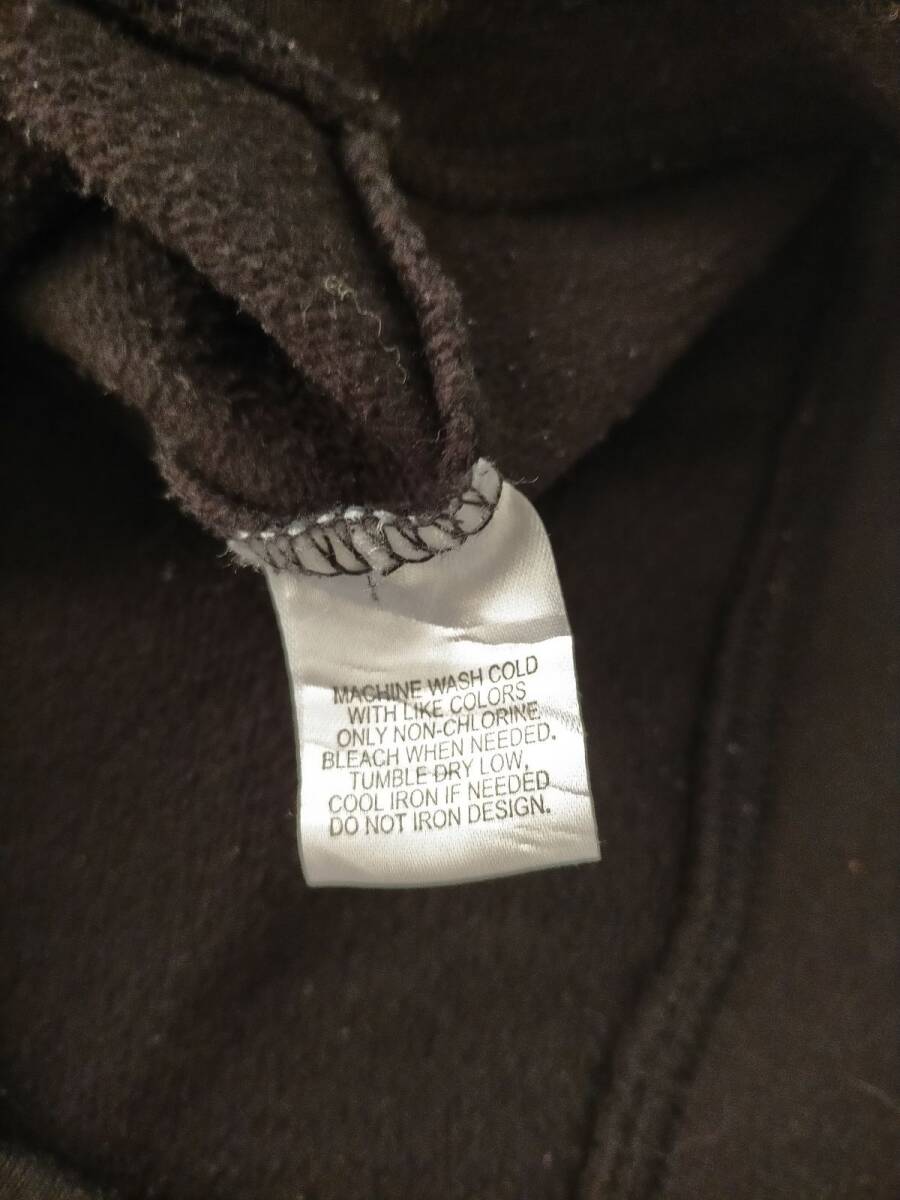 MACHINE WASH COLD
WITH LIKE COLORS
ONLY NON-CHLORINE
BLEACH WHEN NEEDED.
TUMBLE DRY LOW,
COOL IRON IF NEEDED
DO NOT IRON DESIGN.